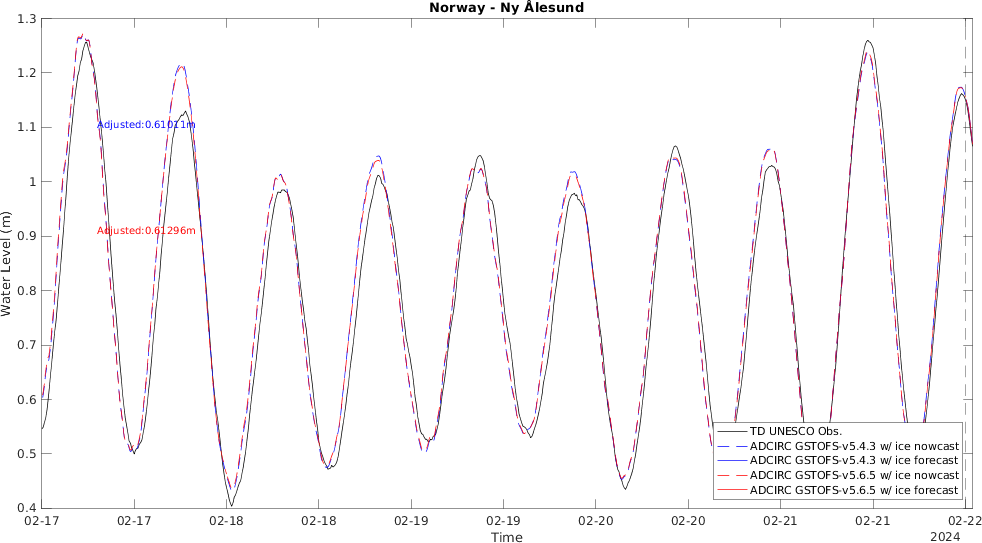 Norway - Ny Ålesund
1.3
1.2
1.1
1
0.9
0.8
0.7
0.6
0.5
0.4
Water Level (m)
Adjusted:0.61011m
Adjusted:0.61296m
TD UNESCO Obs.
ADCIRC GSTOFS-v5.4.3 w/ ice nowcast
ADCIRC GSTOFS-v5.4.3 w/ ice forecast
ADCIRC GSTOFS-v5.6.5 w/ ice nowcast
ADCIRC GSTOFS-v5.6.5 w/ ice forecast
02-17 02-17 02-18 02-18 02-19 02-19 02-20 02-20 02-21 02-21 02-22
Time
2024